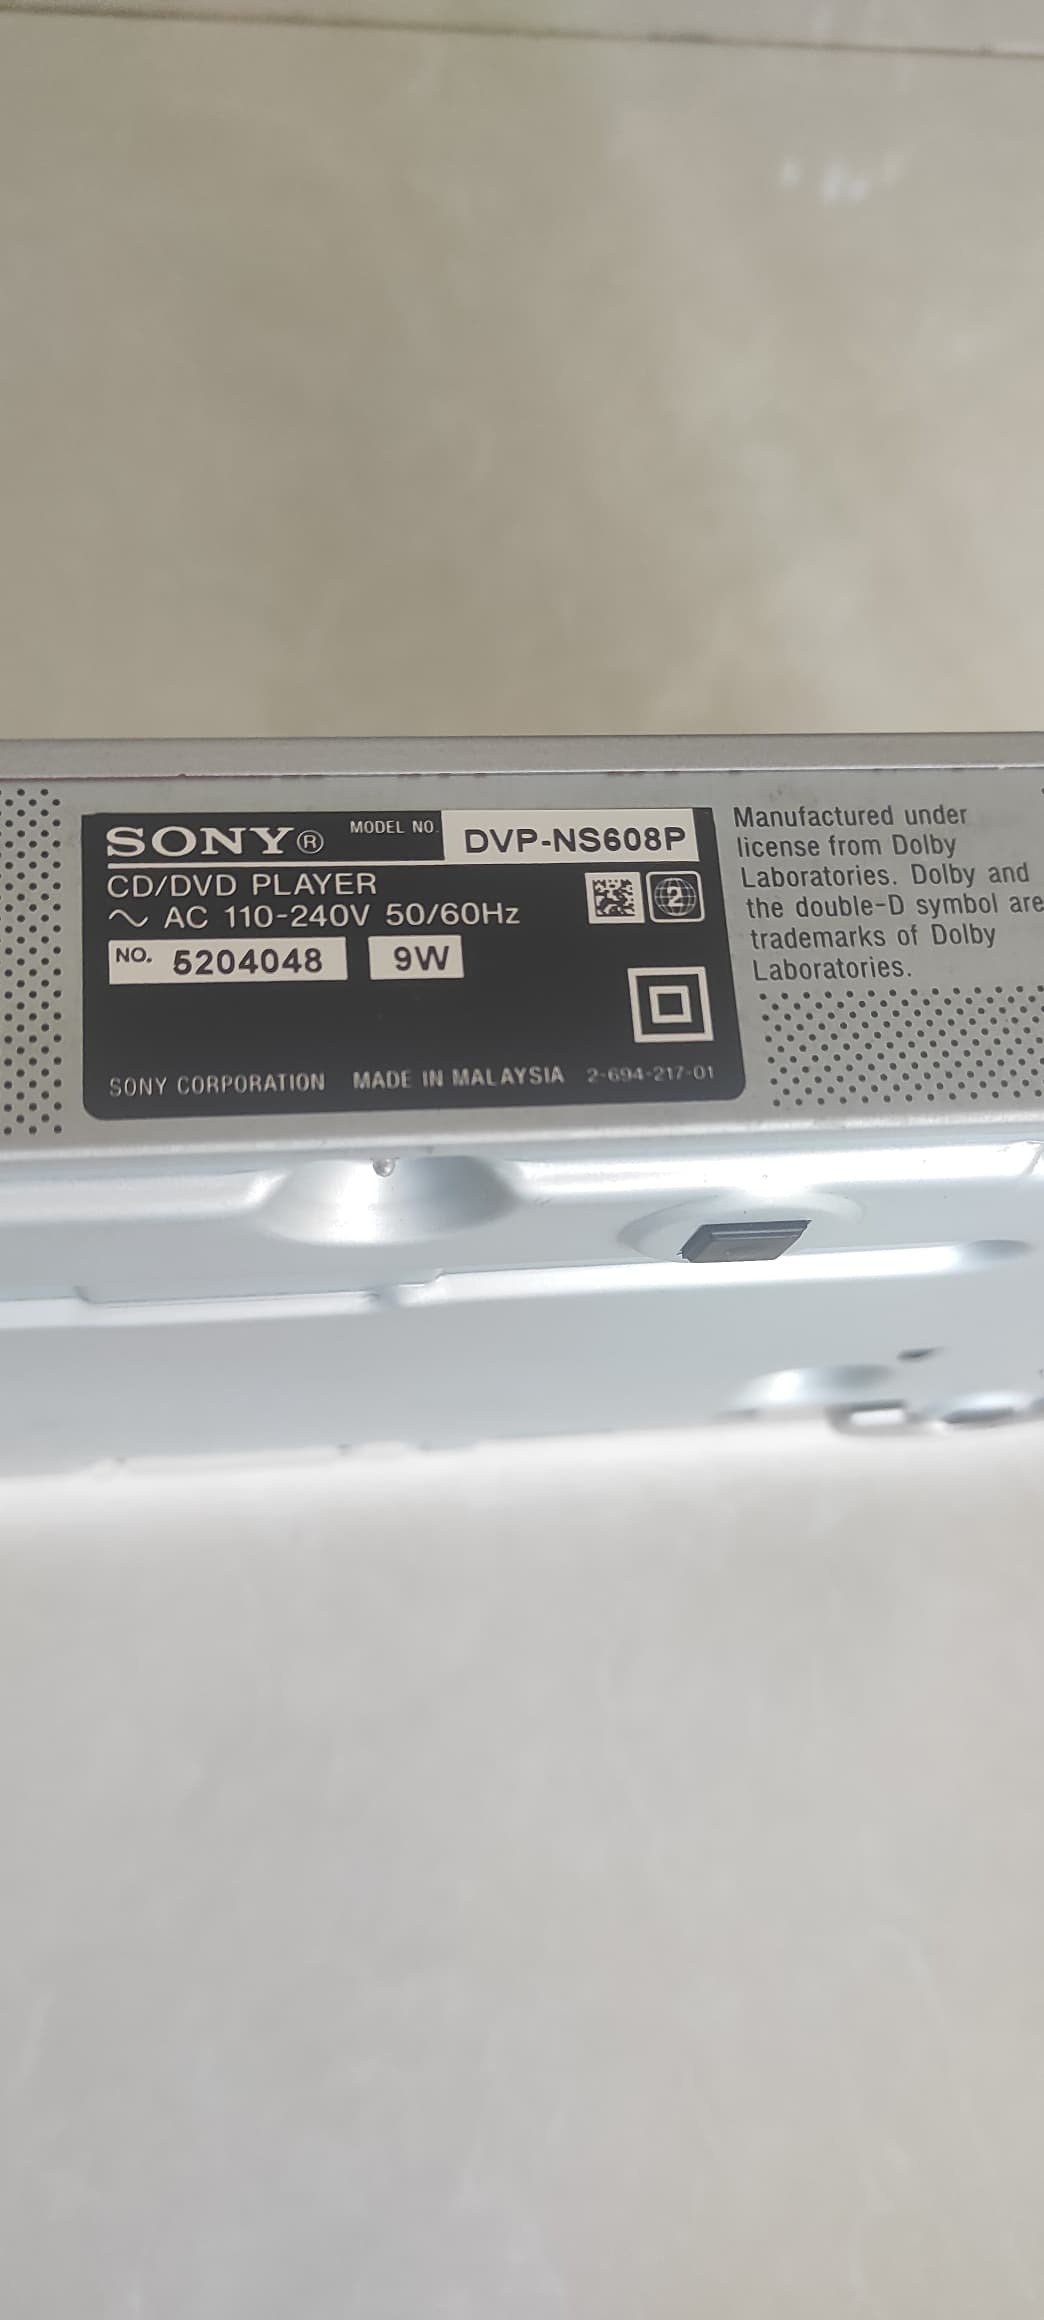 SONY® MODEL NO. DVP-NS608P
CD/DVD PLAYER
~ AC 110-240V 50/60Hz
2
NO. 5204048 9W
SONY CORPORATION MADE IN MALAYSIA 2-694-217-01
Manufactured under
license from Dolby
Laboratories. Dolby and
the double-D symbol are
trademarks of Dolby
Laboratories.